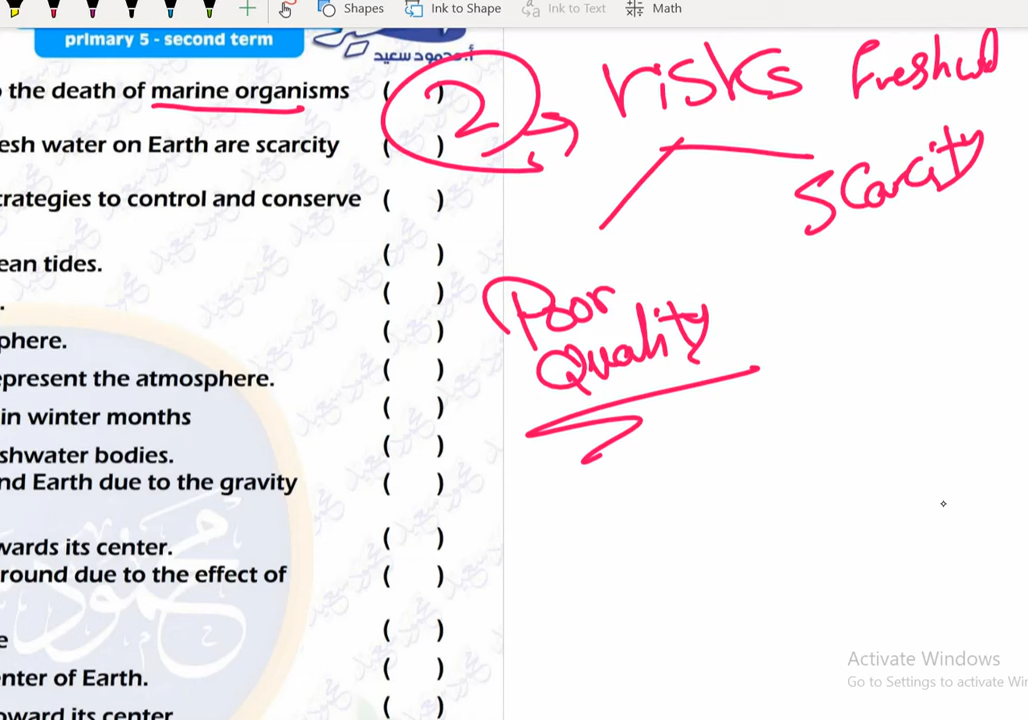 Shapes Ink to Shape Ink to Text Math
primary 5 - second term
أ.محمود سعيد
the death of marine organisms ( )
esh water on Earth are scarcity ( )
trategies to control and conserve ( )
ean tides. ( )
. ( )
phere. ( )
epresent the atmosphere. ( )
in winter months ( )
shwater bodies. ( )
nd Earth due to the gravity ( )
wards its center. ( )
round due to the effect of ( )
e ( )
nter of Earth. ( )
oward its center ( )
2
risks
Scarcity
Poor
Quality
Activate Windows
Go to Settings to activate Win